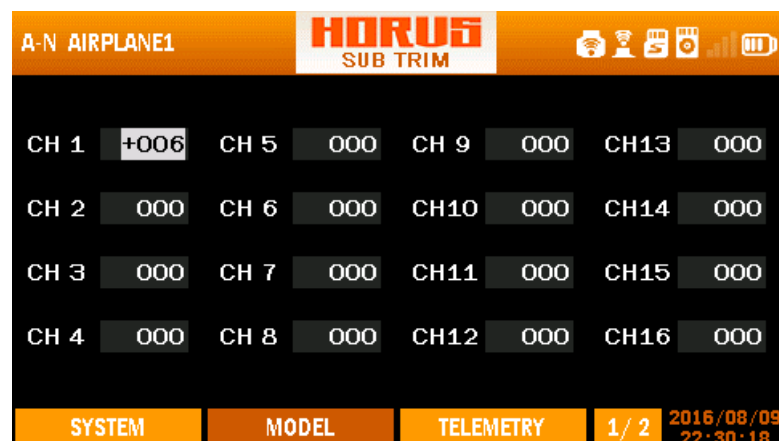 A-N AIRPLANE1
HORUS
SUB TRIM
CH 1 +006 CH 5 000 CH 9 000 CH13 000
CH 2 000 CH 6 000 CH10 000 CH14 000
CH 3 000 CH 7 000 CH11 000 CH15 000
CH 4 000 CH 8 000 CH12 000 CH16 000
SYSTEM MODEL TELEMETRY 1/2 2016/08/09
22:30:18